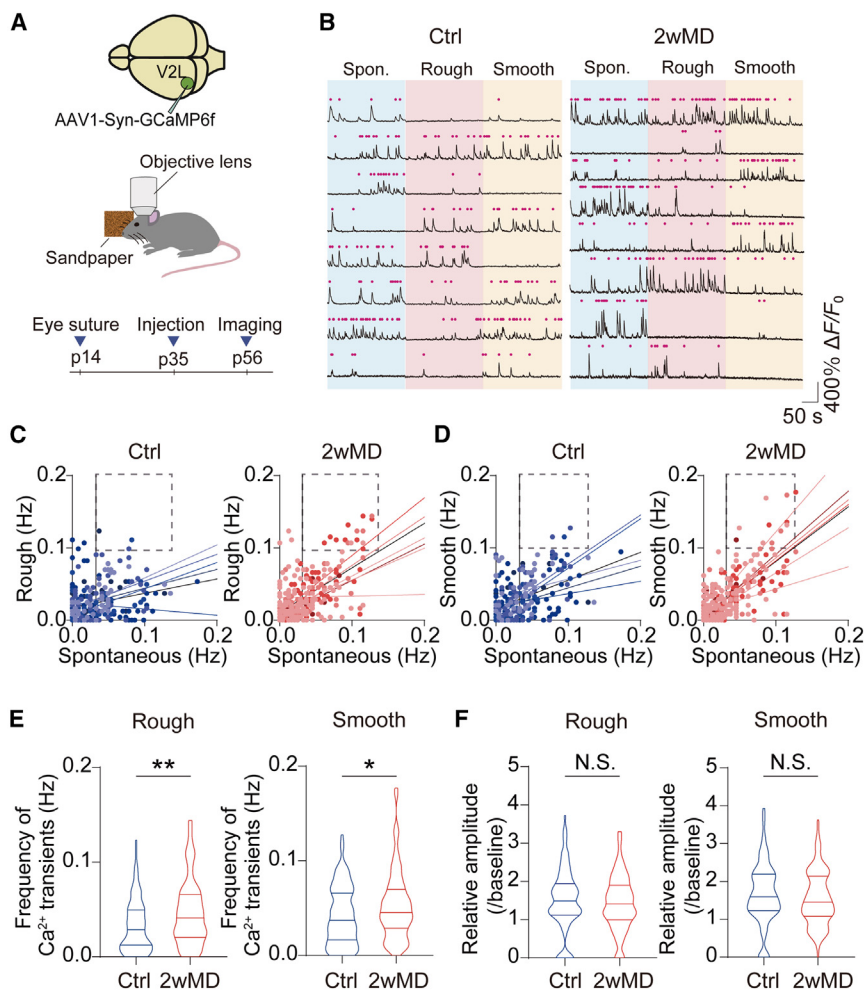 A
V2L
AAV1-Syn-GCaMP6f
Objective lens
Sandpaper
Eye suture Injection Imaging
p14 p35 p56
B
Ctrl 2wMD
Spon. Rough Smooth Spon. Rough Smooth
400% ΔF/F0
50 s
C
Ctrl 2wMD
Rough (Hz)
0.2
0.1
0.0
0.0 0.1 0.2
Spontaneous (Hz)
Rough (Hz)
0.2
0.1
0.0
0.0 0.1 0.2
Spontaneous (Hz)
D
Ctrl 2wMD
Smooth (Hz)
0.2
0.1
0.0
0.0 0.1 0.2
Spontaneous (Hz)
Smooth (Hz)
0.2
0.1
0.0
0.0 0.1 0.2
Spontaneous (Hz)
E
Rough Smooth
Frequency of
Ca2+ transients (Hz)
0.2
0.1
0.0
**
Ctrl 2wMD
Frequency of
Ca2+ transients (Hz)
0.2
0.1
0.0
*
Ctrl 2wMD
F
Rough Smooth
Relative amplitude
(/baseline)
5
4
3
2
1
0
N.S.
Ctrl 2wMD
Relative amplitude
(/baseline)
5
4
3
2
1
0
N.S.
Ctrl 2wMD